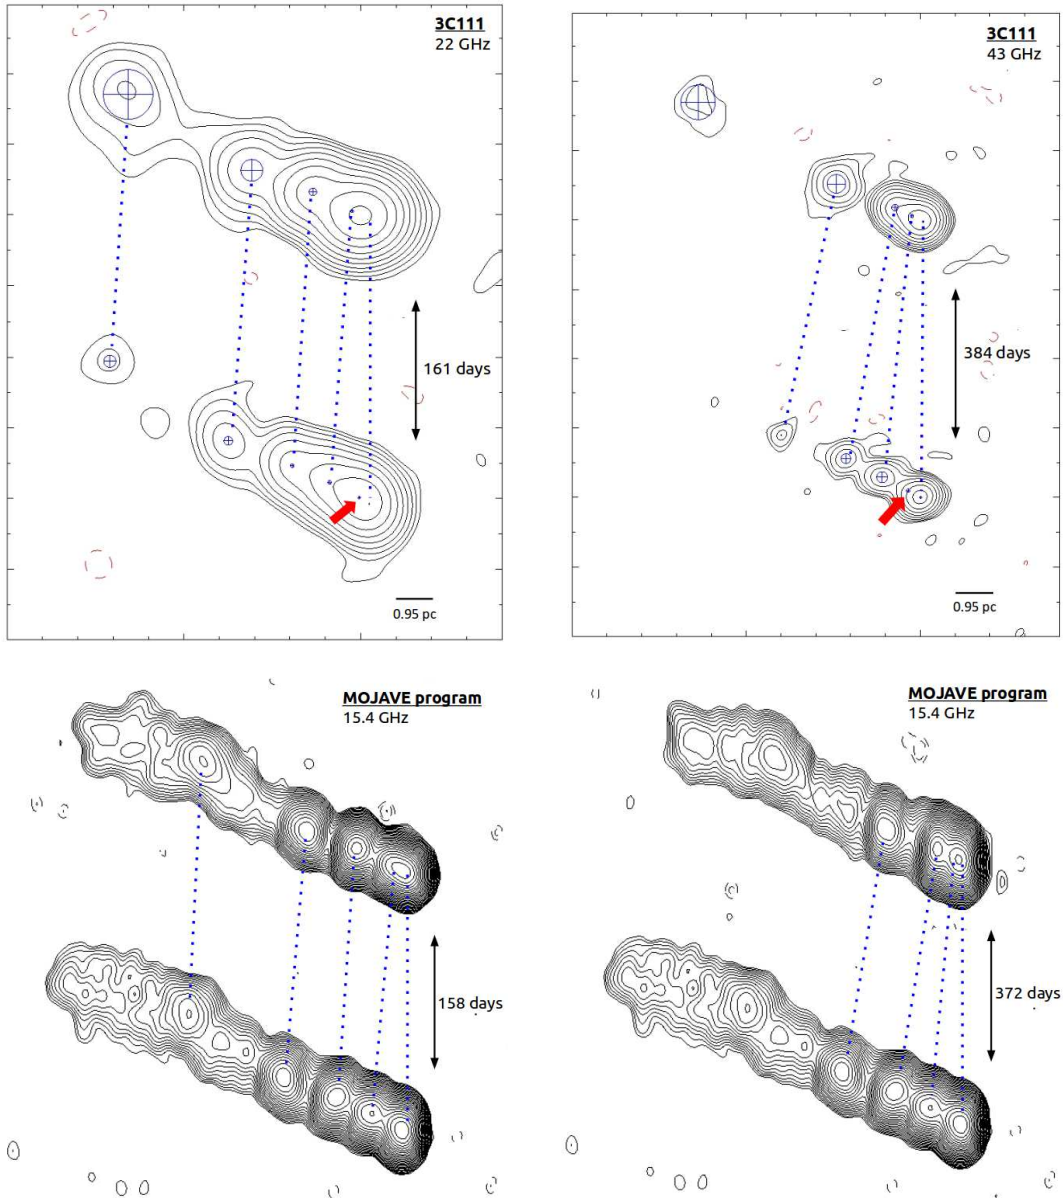 3C111
22 GHz
161 days
0.95 pc
3C111
43 GHz
384 days
0.95 pc
MOJAVE program
15.4 GHz
158 days
MOJAVE program
15.4 GHz
372 days